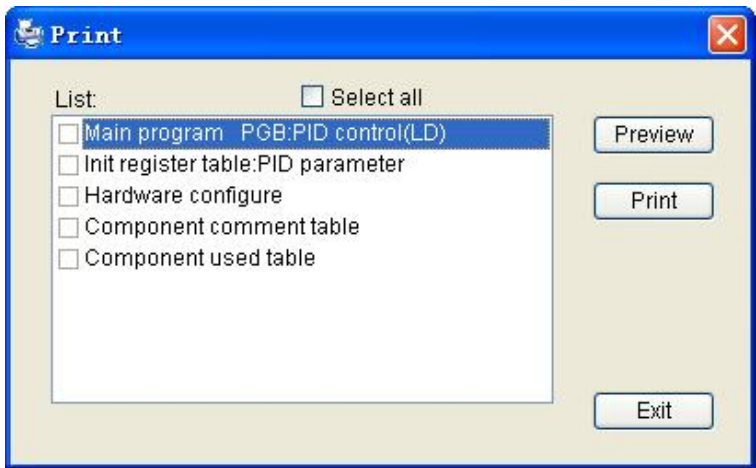 Print
List:
Select all
Main program PGB:PID control(LD)
Init register table:PID parameter
Hardware configure
Component comment table
Component used table
Preview
Print
Exit